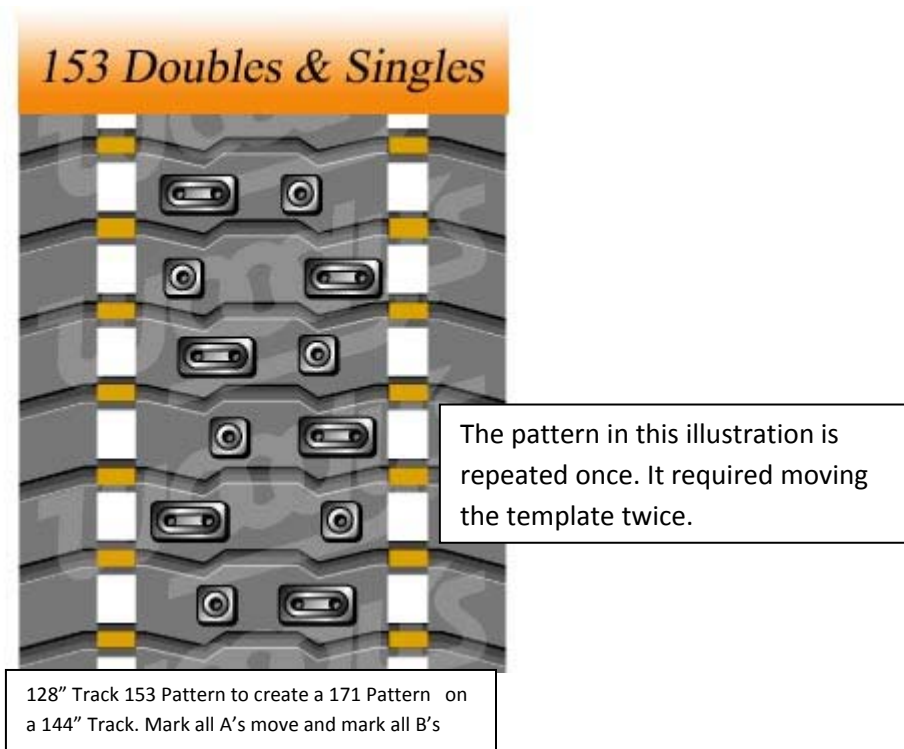 153 Doubles & Singles
The pattern in this illustration is
repeated once. It required moving
the template twice.
128” Track 153 Pattern to create a 171 Pattern on
a 144” Track. Mark all A’s move and mark all B’s